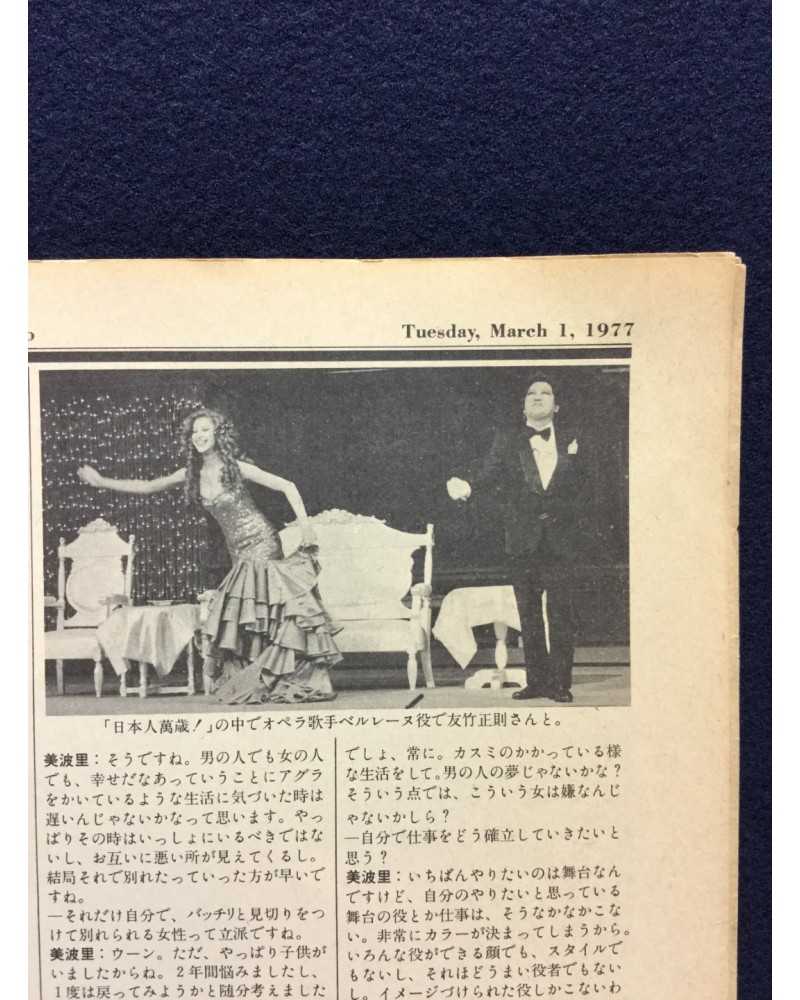 Tuesday, March 1, 1977
「日本人萬歳!」の中でオペラ歌手ベルレーヌ役で友竹正則さんと。
美波里：そうですね。男の人でも女の人
でも、幸せだなあっていうことにアグラ
をかいているような生活に気づいた時は
遅いんじゃないかなって思います。やっ
ぱりその時はいっしょにいるべきではな
いし、お互いに悪い所が見えてくるし。
結局それで別れたっていった方が早いで
すね。
―それだけ自分で、バッチリと見切りをつ
けて別れられる女性って立派ですね。
美波里：ウーン。ただ、やっぱり子供が
いましたからね。２年間悩みましたし、
１度は戻ってみようかと随分考えました
でしょ、常に。カスミのかかっている様
な生活をして。男の人の夢じゃないかな？
そういう点では、こういう女は嫌なんじ
ゃないかしら？
―自分で仕事をどう確立していきたいと
思う？
美波里：いちばんやりたいのは舞台なん
ですけど、自分のやりたいと思っている
舞台の役とか仕事は、そうなかなかこな
い。非常にカラーが決まってしまうから。
いろんな役ができる顔でも、スタイルで
もないし、それほどうまい役者でもない
し。イメージづけられた役しかこないわ